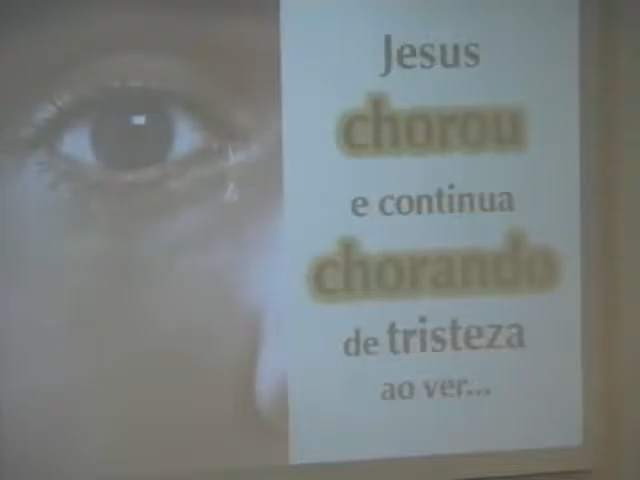 Jesus
chorou
e continua
chorando
de tristeza
ao ver...